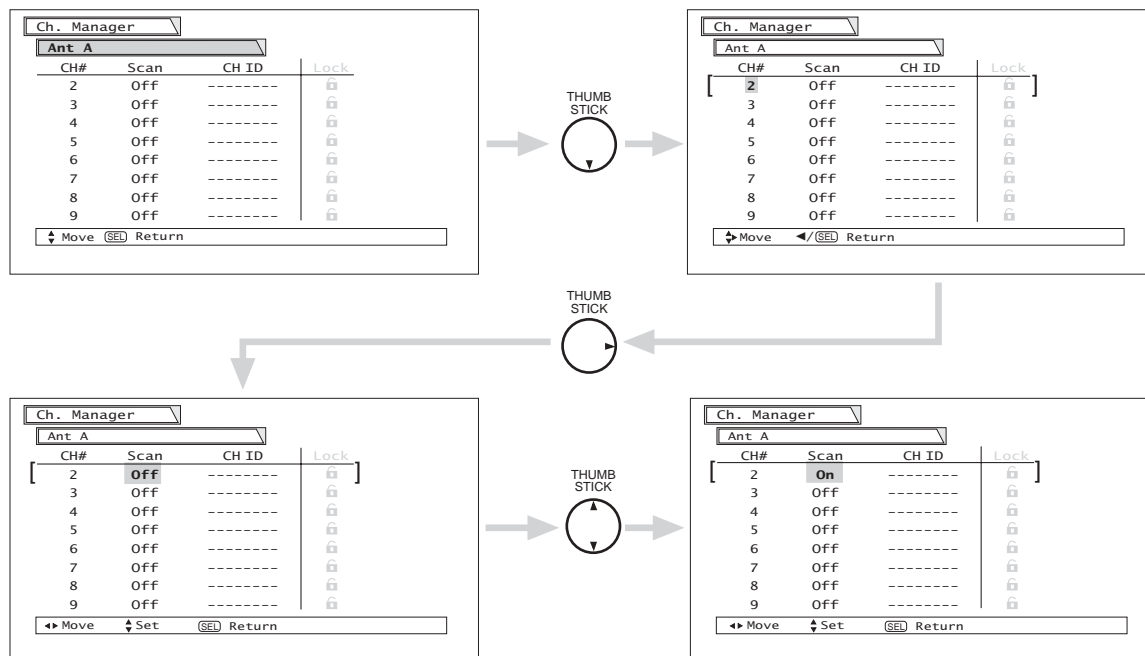 Ch. Manager
Ant A
CH# Scan CH ID Lock
2 Off --------
3 Off --------
4 Off --------
5 Off --------
6 Off --------
7 Off --------
8 Off --------
9 Off --------
Move SEL Return
THUMB
STICK
Ch. Manager
Ant A
CH# Scan CH ID Lock
[ 2 Off -------- ]
3 Off --------
4 Off --------
5 Off --------
6 Off --------
7 Off --------
8 Off --------
9 Off --------
Move ◄/SEL Return
THUMB
STICK
Ch. Manager
Ant A
CH# Scan CH ID Lock
[ 2 Off -------- ]
3 Off --------
4 Off --------
5 Off --------
6 Off --------
7 Off --------
8 Off --------
9 Off --------
Move Set SEL Return
THUMB
STICK
Ch. Manager
Ant A
CH# Scan CH ID Lock
[ 2 On -------- ]
3 Off --------
4 Off --------
5 Off --------
6 Off --------
7 Off --------
8 Off --------
9 Off --------
Move Set SEL Return